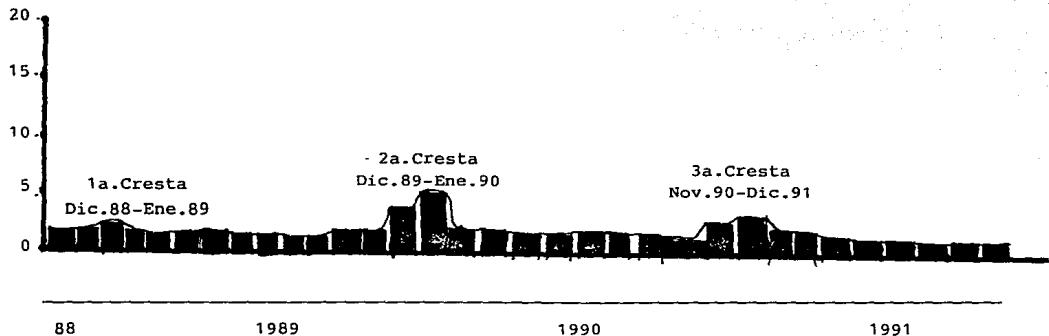 20
15
10
5
0
1a.Cresta
Dic.88-Ene.89
2a.Cresta
Dic.89-Ene.90
3a.Cresta
Nov.90-Dic.91
88 1989 1990 1991